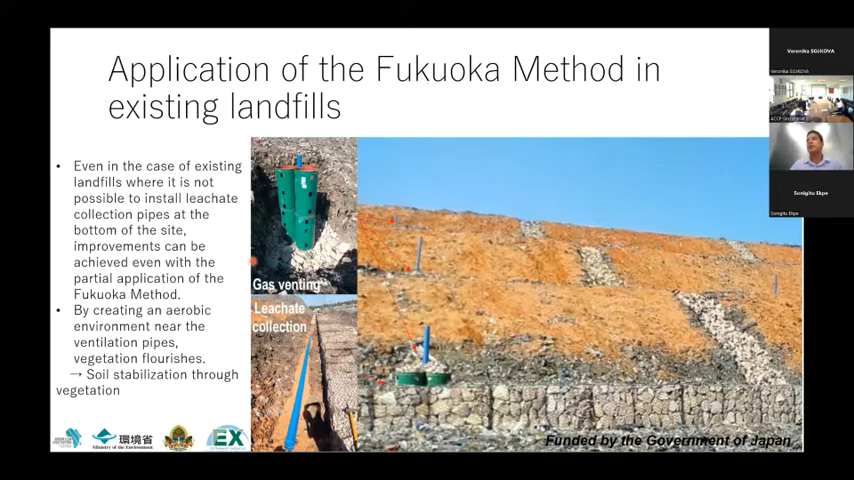 Application of the Fukuoka Method in
existing landfills
• Even in the case of existing
landfills where it is not
possible to install leachate
collection pipes at the
bottom of the site,
improvements can be
achieved even with the
partial application of the
Fukuoka Method.
• By creating an aerobic
environment near the
ventilation pipes,
vegetation flourishes.
→ Soil stabilization through
vegetation
Gas venting
Leachate
collection
Funded by the Government of Japan
環境省
Ministry of the Environment
EX
Veronika SOJKOVA
Veronika SOJKOVA
Songitu Ekpe
Songitu Ekpe